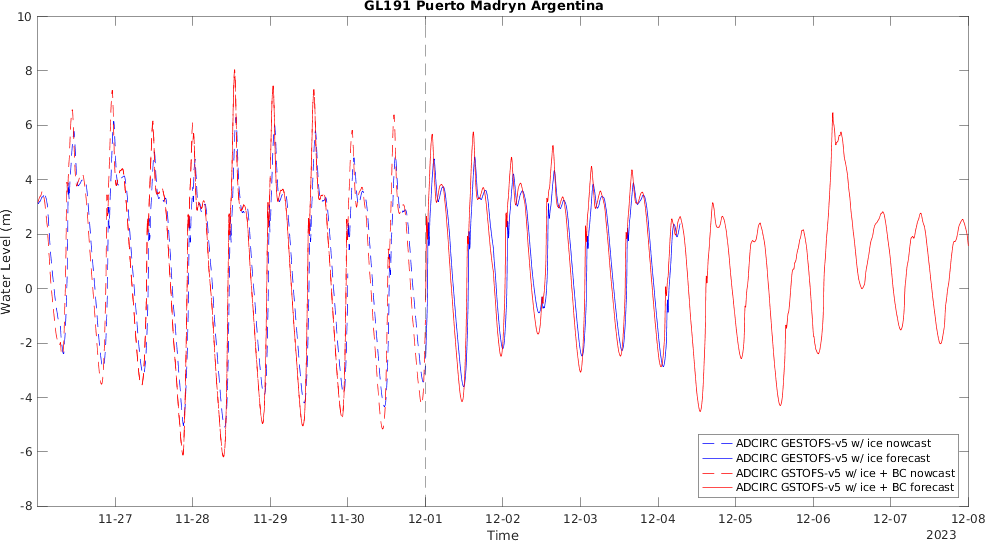 GL191 Puerto Madryn Argentina
10
8
6
4
2
0
-2
-4
-6
-8
Water Level (m)
ADCIRC GESTOFS-v5 w/ ice nowcast
ADCIRC GESTOFS-v5 w/ ice forecast
ADCIRC GSTOFS-v5 w/ ice + BC nowcast
ADCIRC GSTOFS-v5 w/ ice + BC forecast
11-27 11-28 11-29 11-30 12-01 12-02 12-03 12-04 12-05 12-06 12-07 12-08
Time
2023